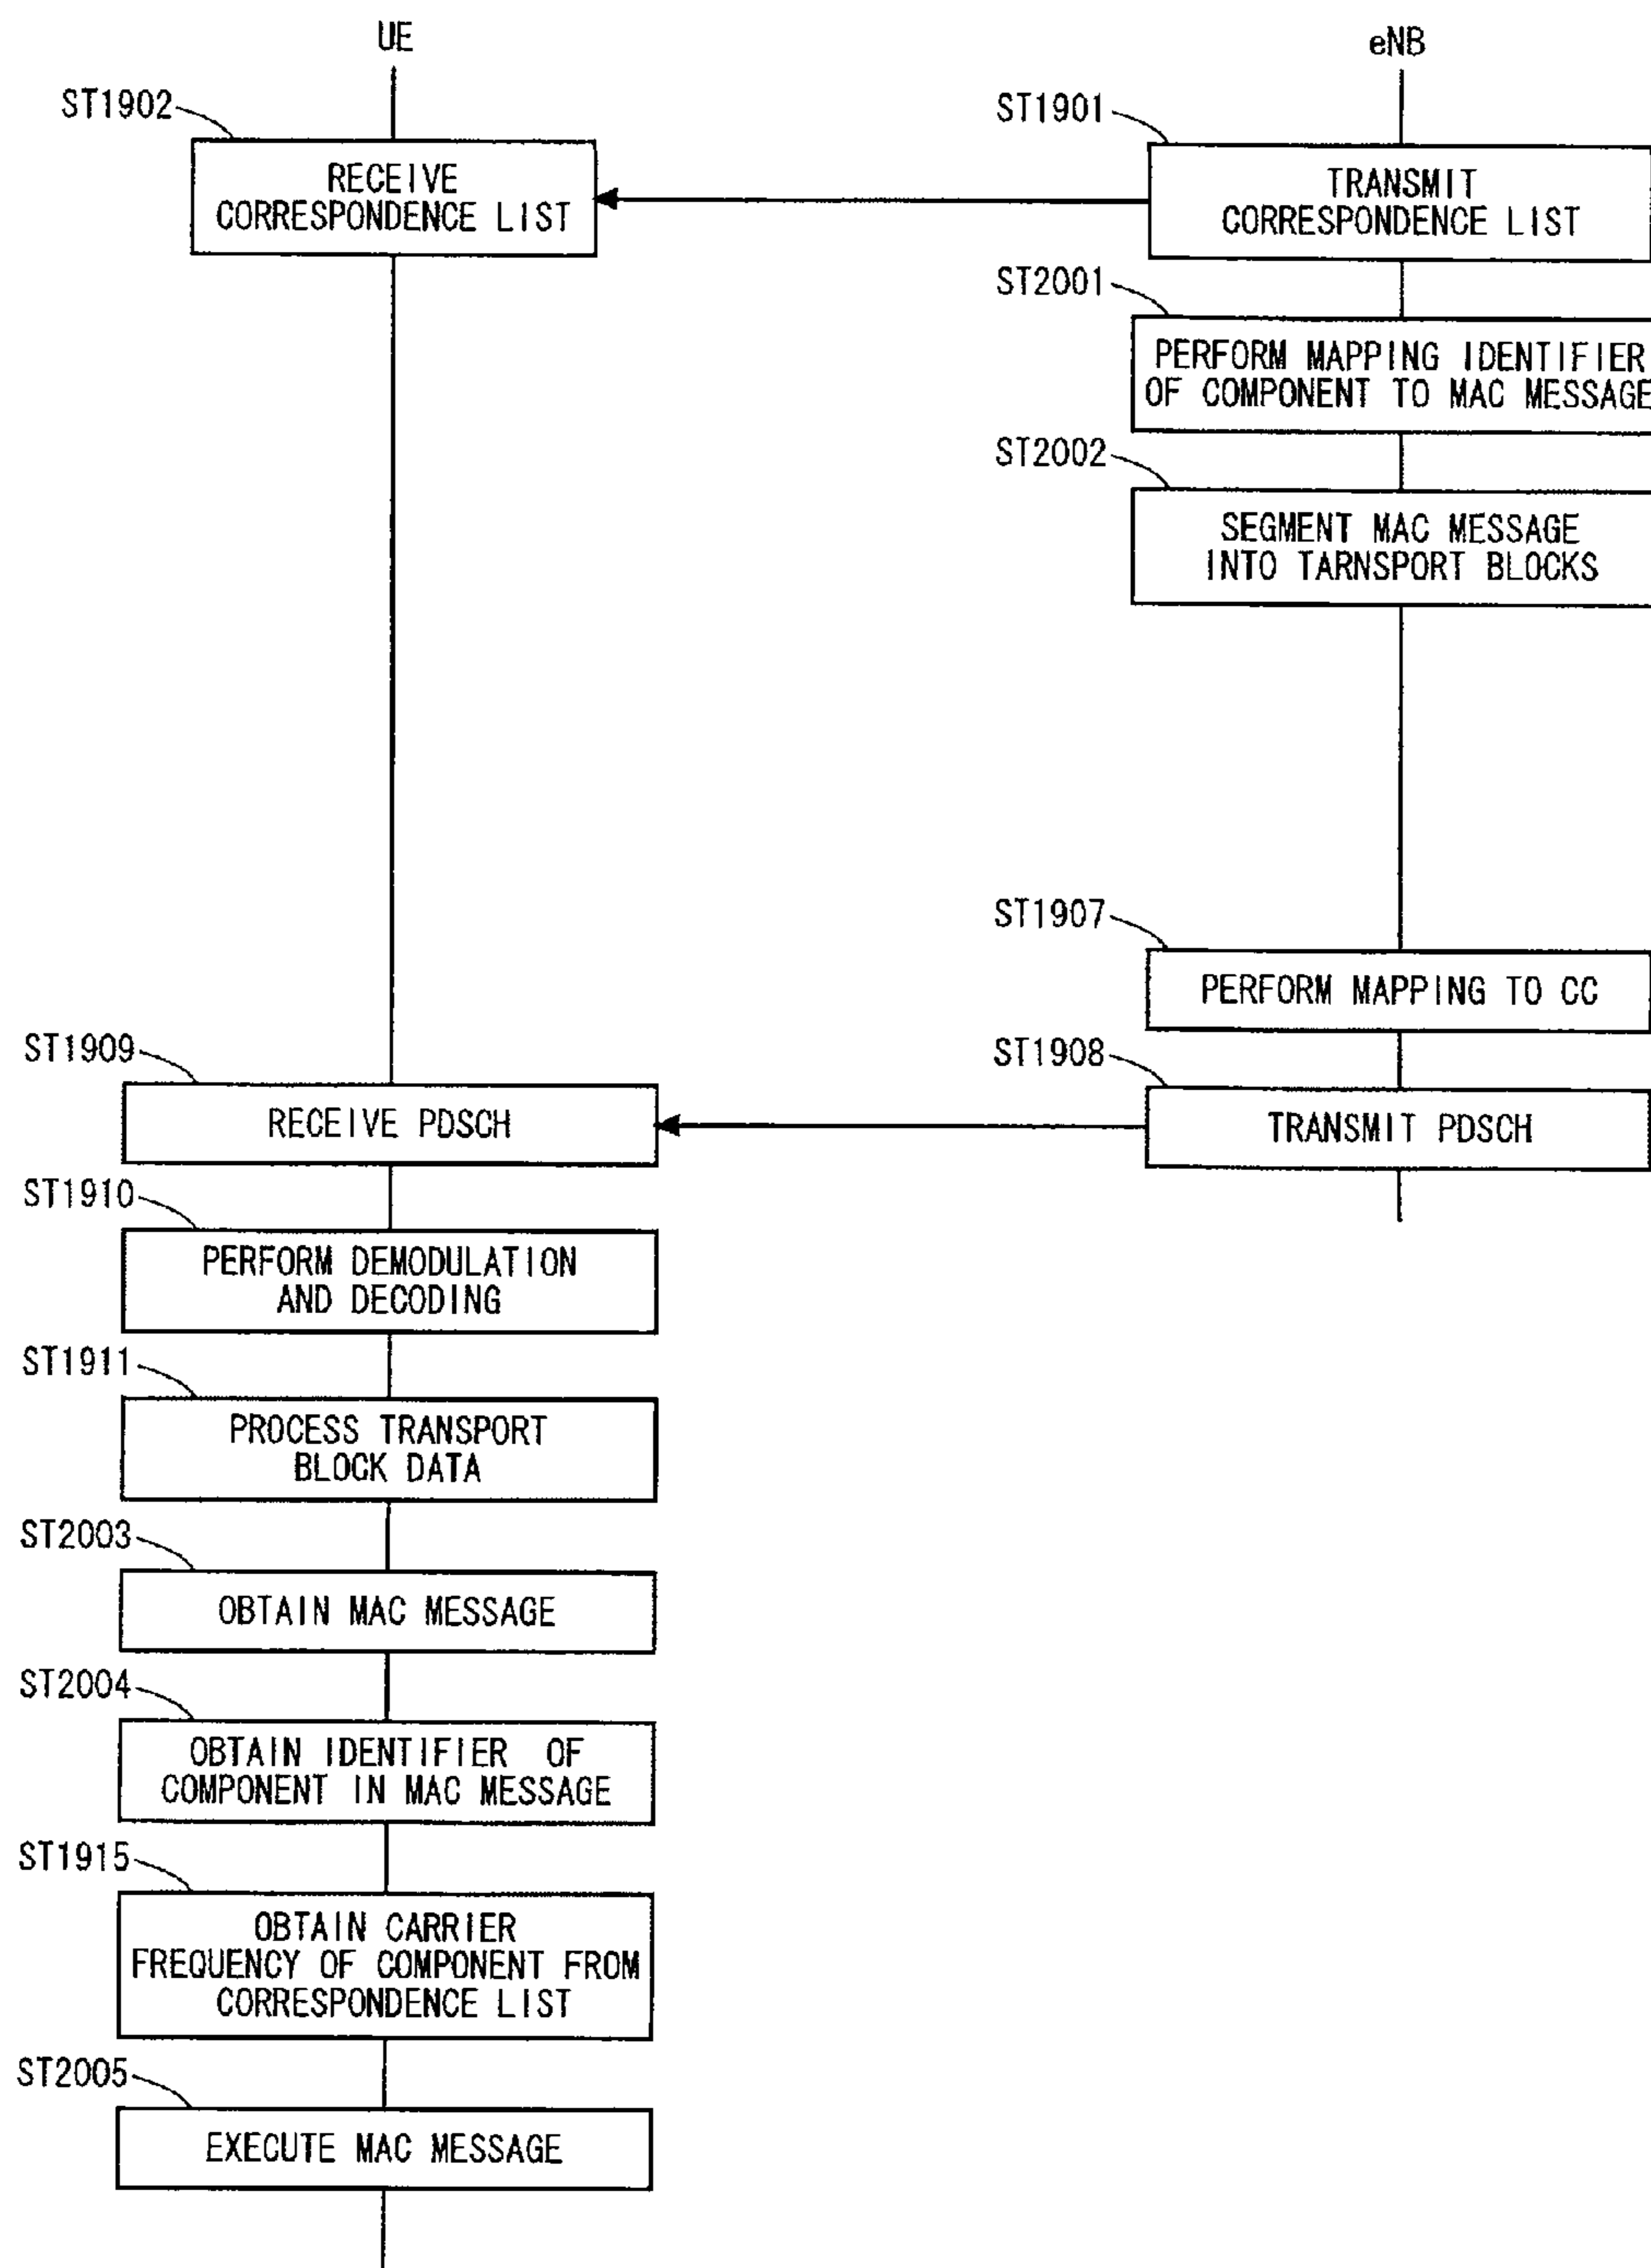 UE
eNB
ST1902
ST1901
RECEIVE
CORRESPONDENCE LIST
TRANSMIT
CORRESPONDENCE LIST
ST2001
PERFORM MAPPING IDENTIFIER
OF COMPONENT TO MAC MESSAGE
ST2002
SEGMENT MAC MESSAGE
INTO TARNSPORT BLOCKS
ST1907
PERFORM MAPPING TO CC
ST1909
ST1908
RECEIVE PDSCH
TRANSMIT PDSCH
ST1910
PERFORM DEMODULATION
AND DECODING
ST1911
PROCESS TRANSPORT
BLOCK DATA
ST2003
OBTAIN MAC MESSAGE
ST2004
OBTAIN IDENTIFIER OF
COMPONENT IN MAC MESSAGE
ST1915
OBTAIN CARRIER
FREQUENCY OF COMPONENT FROM
CORRESPONDENCE LIST
ST2005
EXECUTE MAC MESSAGE